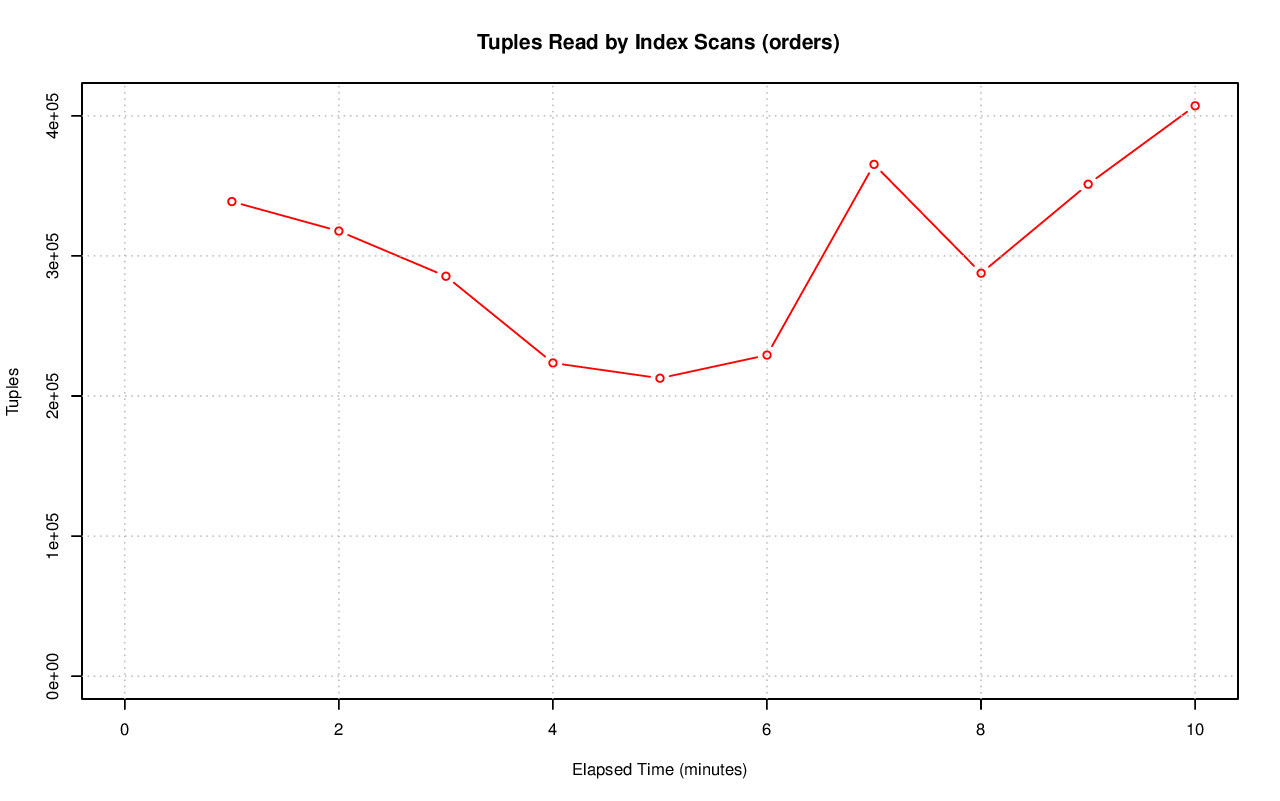 Tuples Read by Index Scans (orders)
Tuples
4e+05
3e+05
2e+05
1e+05
0e+00
0 2 4 6 8 10
Elapsed Time (minutes)